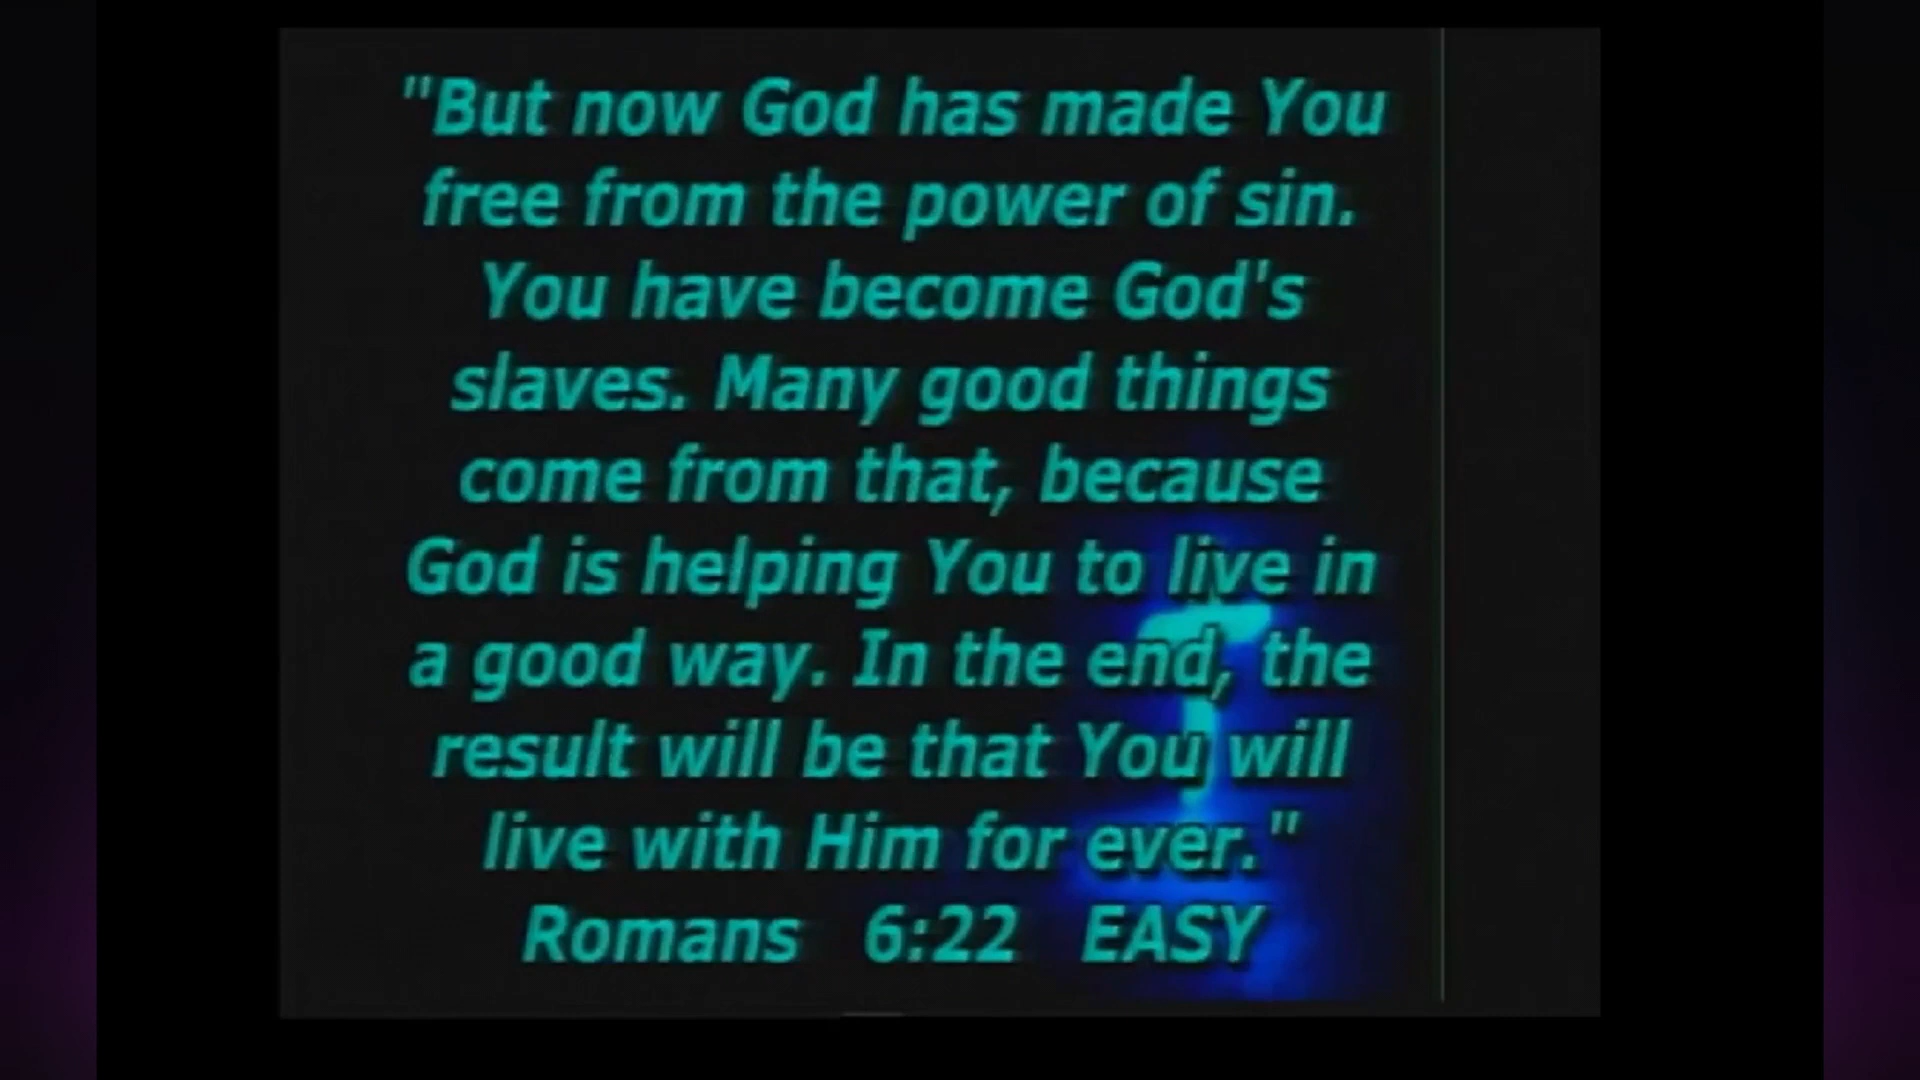 "But now God has made You
free from the power of sin.
You have become God's
slaves. Many good things
come from that, because
God is helping You to live in
a good way. In the end, the
result will be that You will
live with Him for ever."
Romans 6:22 EASY